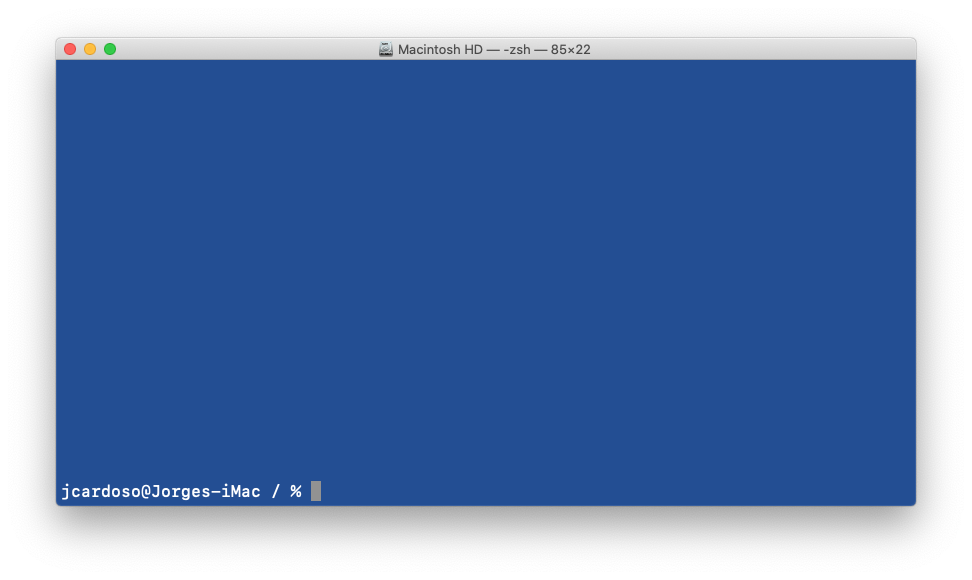 Macintosh HD — -zsh — 85×22
jcardoso@Jorges-iMac / %